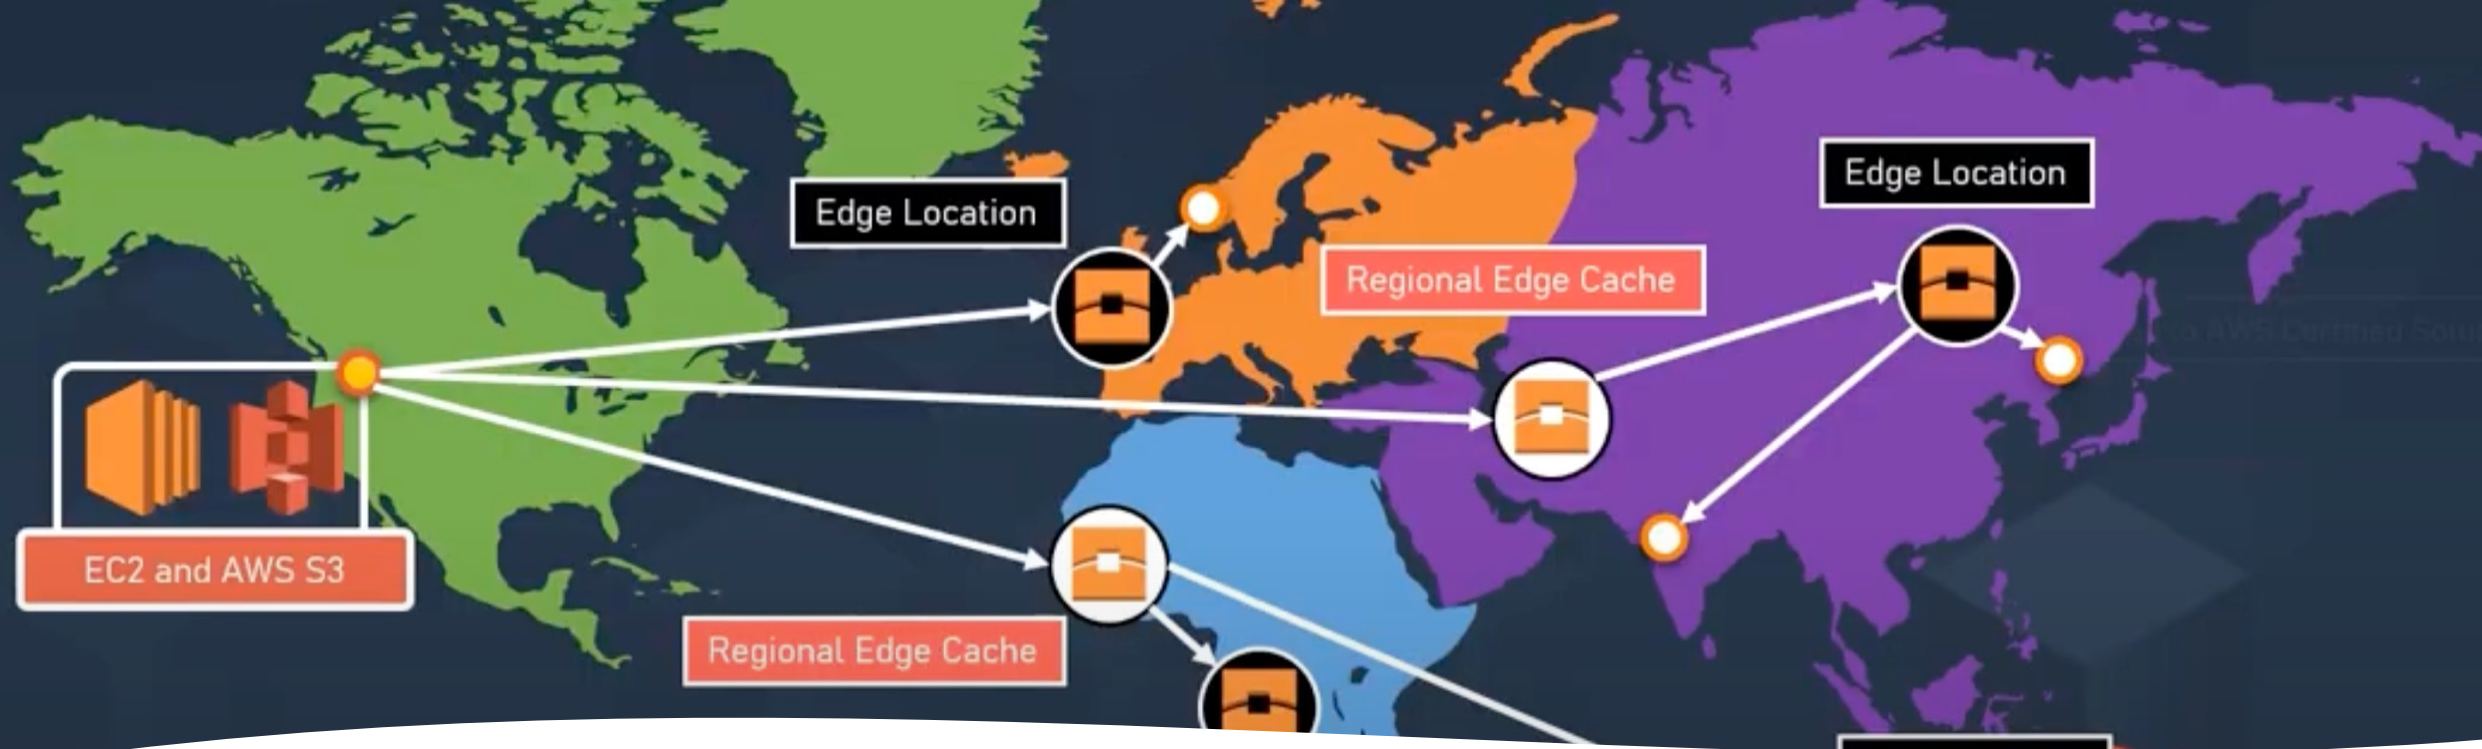 Edge Location
Edge Location
Regional Edge Cache
EC2 and AWS S3
Regional Edge Cache